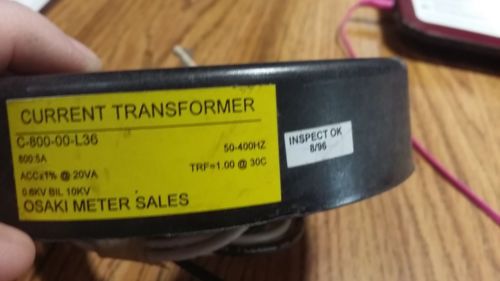 CURRENT TRANSFORMER
C-800-00-L36
50-400HZ
800:5A
TRF=1.00 @ 30C
ACC±1% @ 20VA
0.6KV BIL 10KV
OSAKI METER SALES
INSPECT OK
8/96